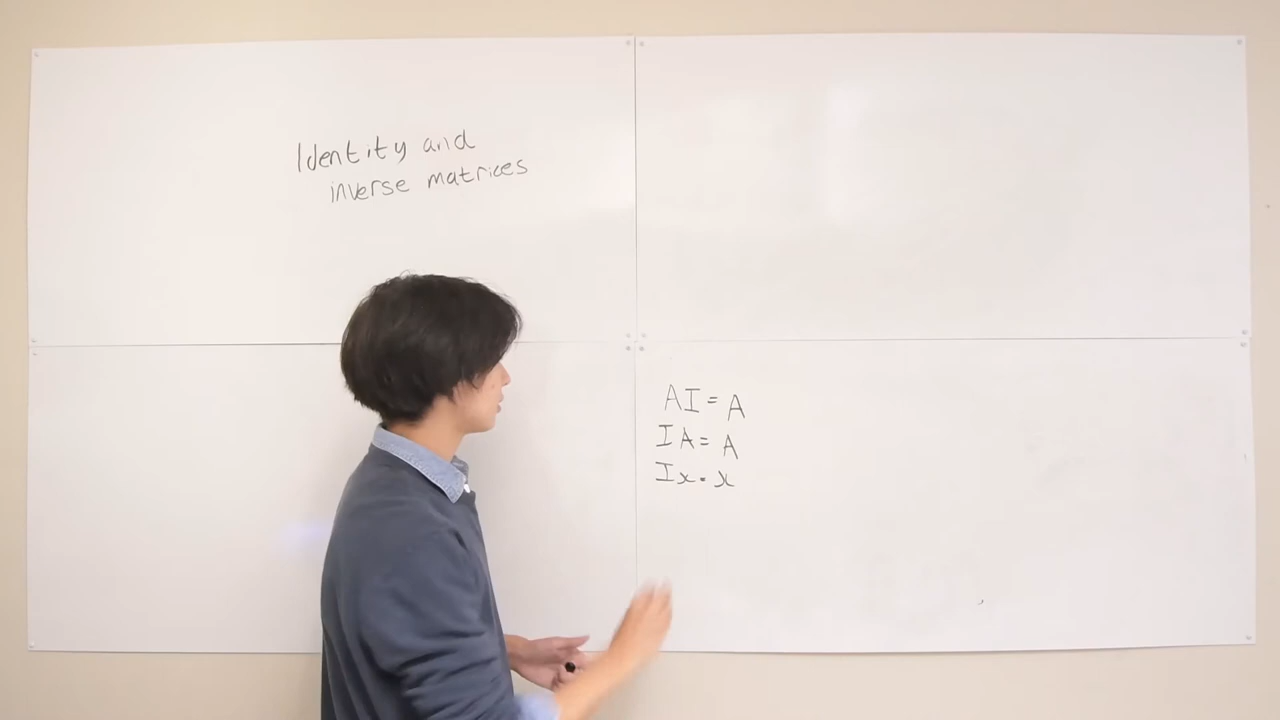 Identity and
inverse matrices
AI = A
IA = A
Ix = x